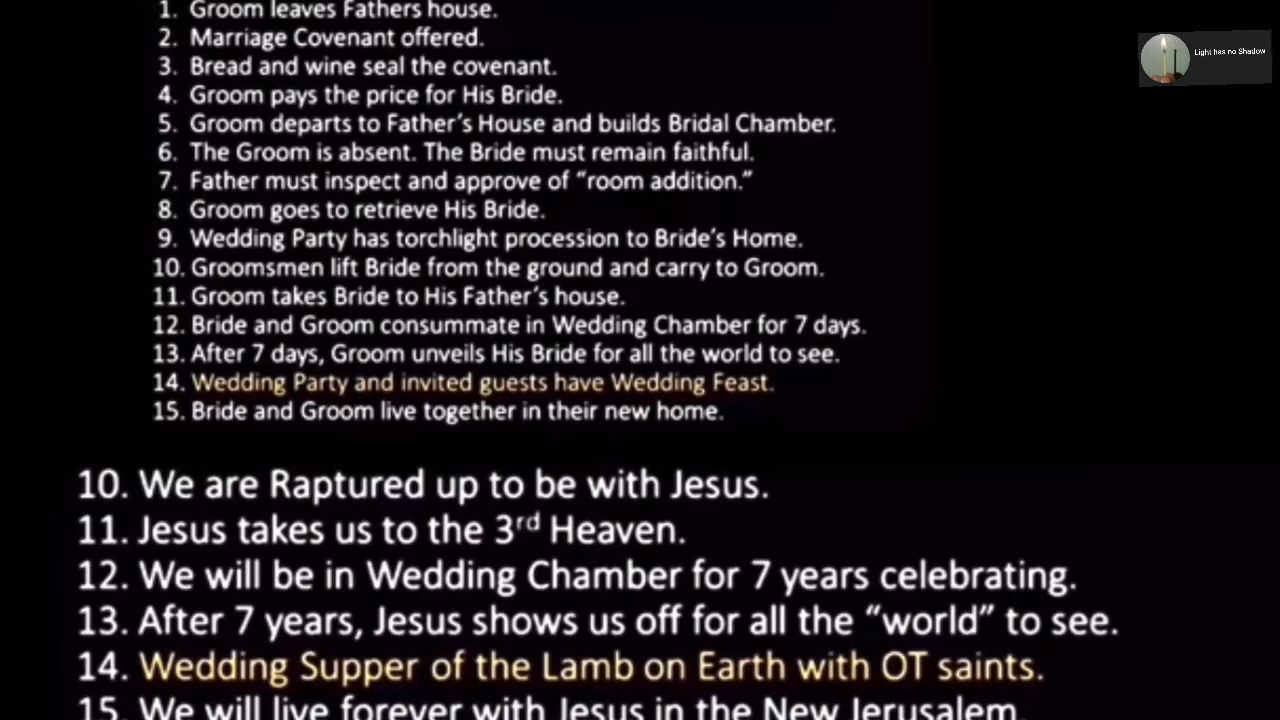 1. Groom leaves Fathers house.
2. Marriage Covenant offered.
3. Bread and wine seal the covenant.
4. Groom pays the price for His Bride.
5. Groom departs to Father's House and builds Bridal Chamber.
6. The Groom is absent. The Bride must remain faithful.
7. Father must inspect and approve of "room addition."
8. Groom goes to retrieve His Bride.
9. Wedding Party has torchlight procession to Bride's Home.
10. Groomsmen lift Bride from the ground and carry to Groom.
11. Groom takes Bride to His Father's house.
12. Bride and Groom consummate in Wedding Chamber for 7 days.
13. After 7 days, Groom unveils His Bride for all the world to see.
14. Wedding Party and invited guests have Wedding Feast.
15. Bride and Groom live together in their new home.
Light has no Shadow
10. We are Raptured up to be with Jesus.
11. Jesus takes us to the 3rd Heaven.
12. We will be in Wedding Chamber for 7 years celebrating.
13. After 7 years, Jesus shows us off for all the "world" to see.
14. Wedding Supper of the Lamb on Earth with OT saints.
15. We will live forever with Jesus in the New Jerusalem.